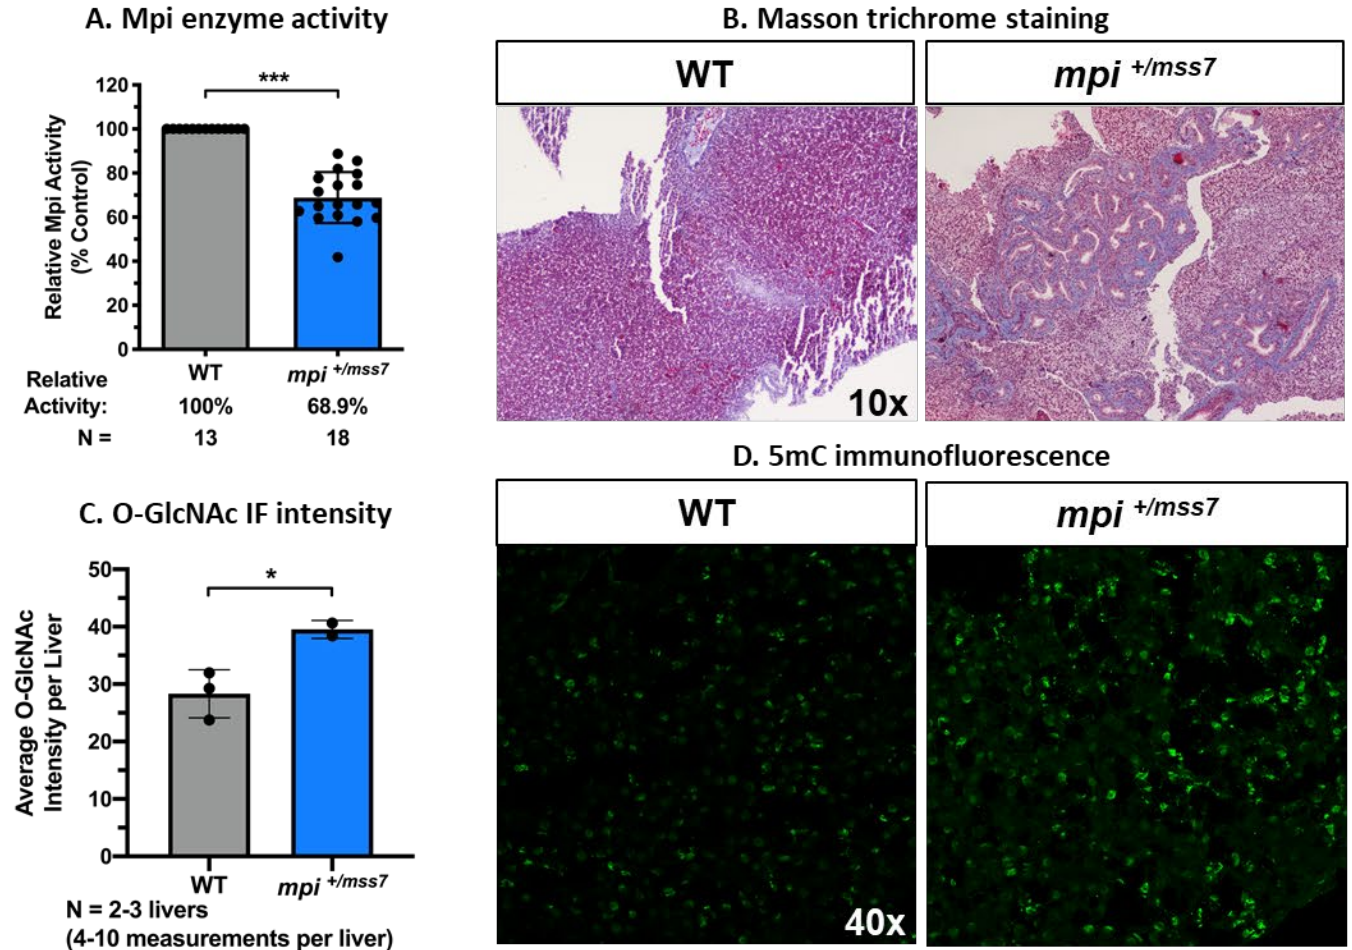 A. Mpi enzyme activity
Relative Mpi Activity
(% Control)
120
100
80
60
40
20
0
***
WT
mpi +/mss7
Relative
Activity:
100%
68.9%
N =
13
18
B. Masson trichrome staining
WT
mpi +/mss7
10x
C. O-GlcNAc IF intensity
Average O-GlcNAc
Intensity per Liver
50
40
30
20
10
0
*
WT
mpi +/mss7
N = 2-3 livers
(4-10 measurements per liver)
D. 5mC immunofluorescence
WT
mpi +/mss7
40x